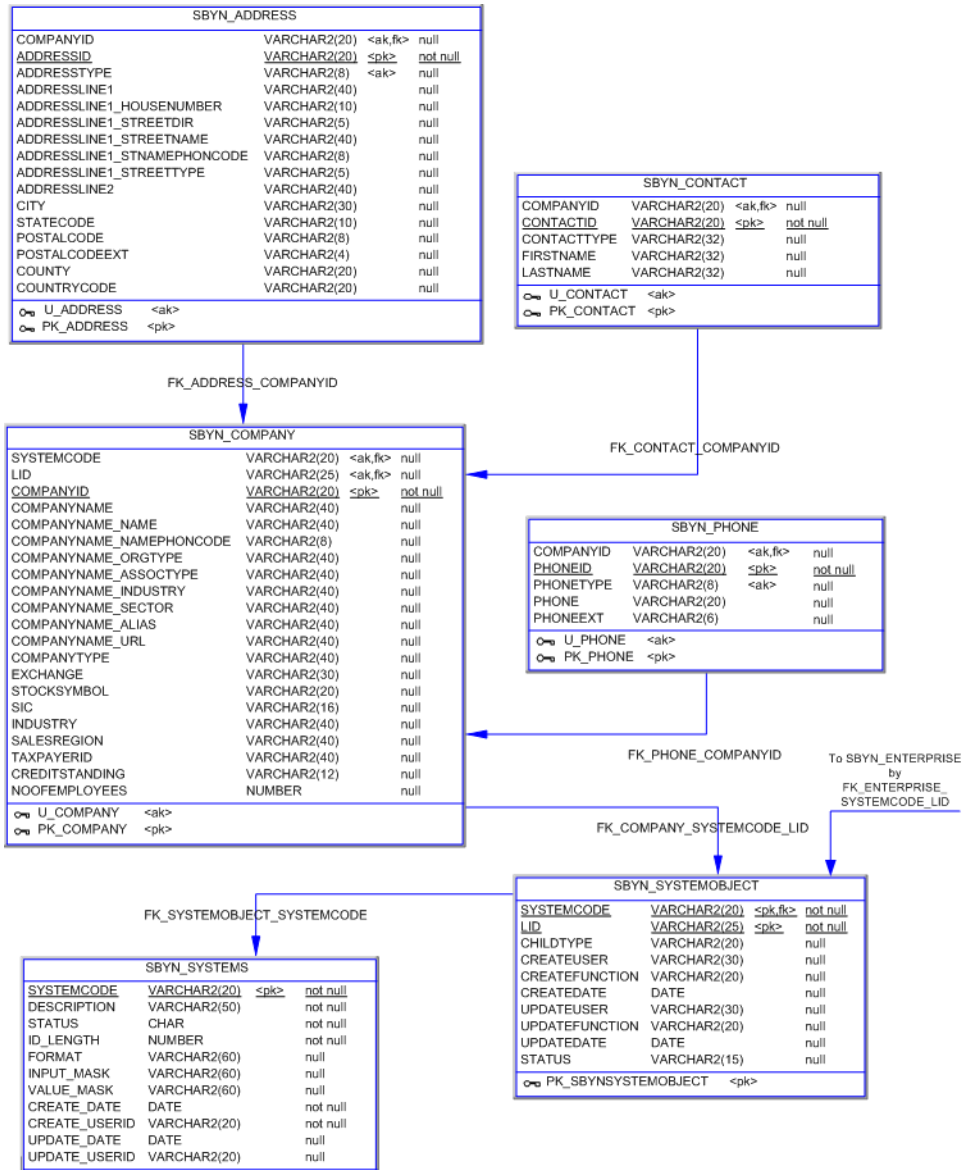 SBYN_ADDRESS
COMPANYID VARCHAR2(20) <ak,fk> null
ADDRESSID VARCHAR2(20) <pk> not null
ADDRESSTYPE VARCHAR2(8) <ak> null
ADDRESSLINE1 VARCHAR2(40) null
ADDRESSLINE1_HOUSENUMBER VARCHAR2(10) null
ADDRESSLINE1_STREETDIR VARCHAR2(5) null
ADDRESSLINE1_STREETNAME VARCHAR2(40) null
ADDRESSLINE1_STNAMEPHONCODE VARCHAR2(8) null
ADDRESSLINE1_STREETTYPE VARCHAR2(5) null
ADDRESSLINE2 VARCHAR2(40) null
CITY VARCHAR2(30) null
STATECODE VARCHAR2(10) null
POSTALCODE VARCHAR2(8) null
POSTALCODEEXT VARCHAR2(4) null
COUNTY VARCHAR2(20) null
COUNTRYCODE VARCHAR2(20) null
U_ADDRESS <ak>
PK_ADDRESS <pk>
SBYN_CONTACT
COMPANYID VARCHAR2(20) <ak,fk> null
CONTACTID VARCHAR2(20) <pk> not null
CONTACTTYPE VARCHAR2(32) null
FIRSTNAME VARCHAR2(32) null
LASTNAME VARCHAR2(32) null
U_CONTACT <ak>
PK_CONTACT <pk>
FK_ADDRESS_COMPANYID
FK_CONTACT_COMPANYID
SBYN_COMPANY
SYSTEMCODE VARCHAR2(20) <ak,fk> null
LID VARCHAR2(25) <ak,fk> null
COMPANYID VARCHAR2(20) <pk> not null
COMPANYNAME VARCHAR2(40) null
COMPANYNAME_NAME VARCHAR2(40) null
COMPANYNAME_NAMEPHONCODE VARCHAR2(8) null
COMPANYNAME_ORGTYPE VARCHAR2(40) null
COMPANYNAME_ASSOCTYPE VARCHAR2(40) null
COMPANYNAME_INDUSTRY VARCHAR2(40) null
COMPANYNAME_SECTOR VARCHAR2(40) null
COMPANYNAME_ALIAS VARCHAR2(40) null
COMPANYNAME_URL VARCHAR2(40) null
COMPANYTYPE VARCHAR2(40) null
EXCHANGE VARCHAR2(30) null
STOCKSYMBOL VARCHAR2(20) null
SIC VARCHAR2(16) null
INDUSTRY VARCHAR2(40) null
SALESREGION VARCHAR2(40) null
TAXPAYERID VARCHAR2(40) null
CREDITSTANDING VARCHAR2(12) null
NOOFEMPLOYEES NUMBER null
U_COMPANY <ak>
PK_COMPANY <pk>
SBYN_PHONE
COMPANYID VARCHAR2(20) <ak,fk> null
PHONEID VARCHAR2(20) <pk> not null
PHONETYPE VARCHAR2(8) <ak> null
PHONE VARCHAR2(20) null
PHONEEXT VARCHAR2(6) null
U_PHONE <ak>
PK_PHONE <pk>
FK_PHONE_COMPANYID
To SBYN_ENTERPRISE
by
FK_ENTERPRISE_
SYSTEMCODE_LID
FK_COMPANY_SYSTEMCODE_LID
FK_SYSTEMOBJECT_SYSTEMCODE
SBYN_SYSTEMOBJECT
SYSTEMCODE VARCHAR2(20) <pk,fk> not null
LID VARCHAR2(25) <pk> not null
CHILDTYPE VARCHAR2(20) null
CREATEUSER VARCHAR2(30) null
CREATEFUNCTION VARCHAR2(20) null
CREATEDATE DATE null
UPDATEUSER VARCHAR2(30) null
UPDATEFUNCTION VARCHAR2(20) null
UPDATEDATE DATE null
STATUS VARCHAR2(15) null
PK_SBYNSYSTEMOBJECT <pk>
SBYN_SYSTEMS
SYSTEMCODE VARCHAR2(20) <pk> not null
DESCRIPTION VARCHAR2(50) not null
STATUS CHAR not null
ID_LENGTH NUMBER not null
FORMAT VARCHAR2(60) null
INPUT_MASK VARCHAR2(60) null
VALUE_MASK VARCHAR2(60) null
CREATE_DATE DATE not null
CREATE_USERID VARCHAR2(20) not null
UPDATE_DATE DATE null
UPDATE_USERID VARCHAR2(20) null